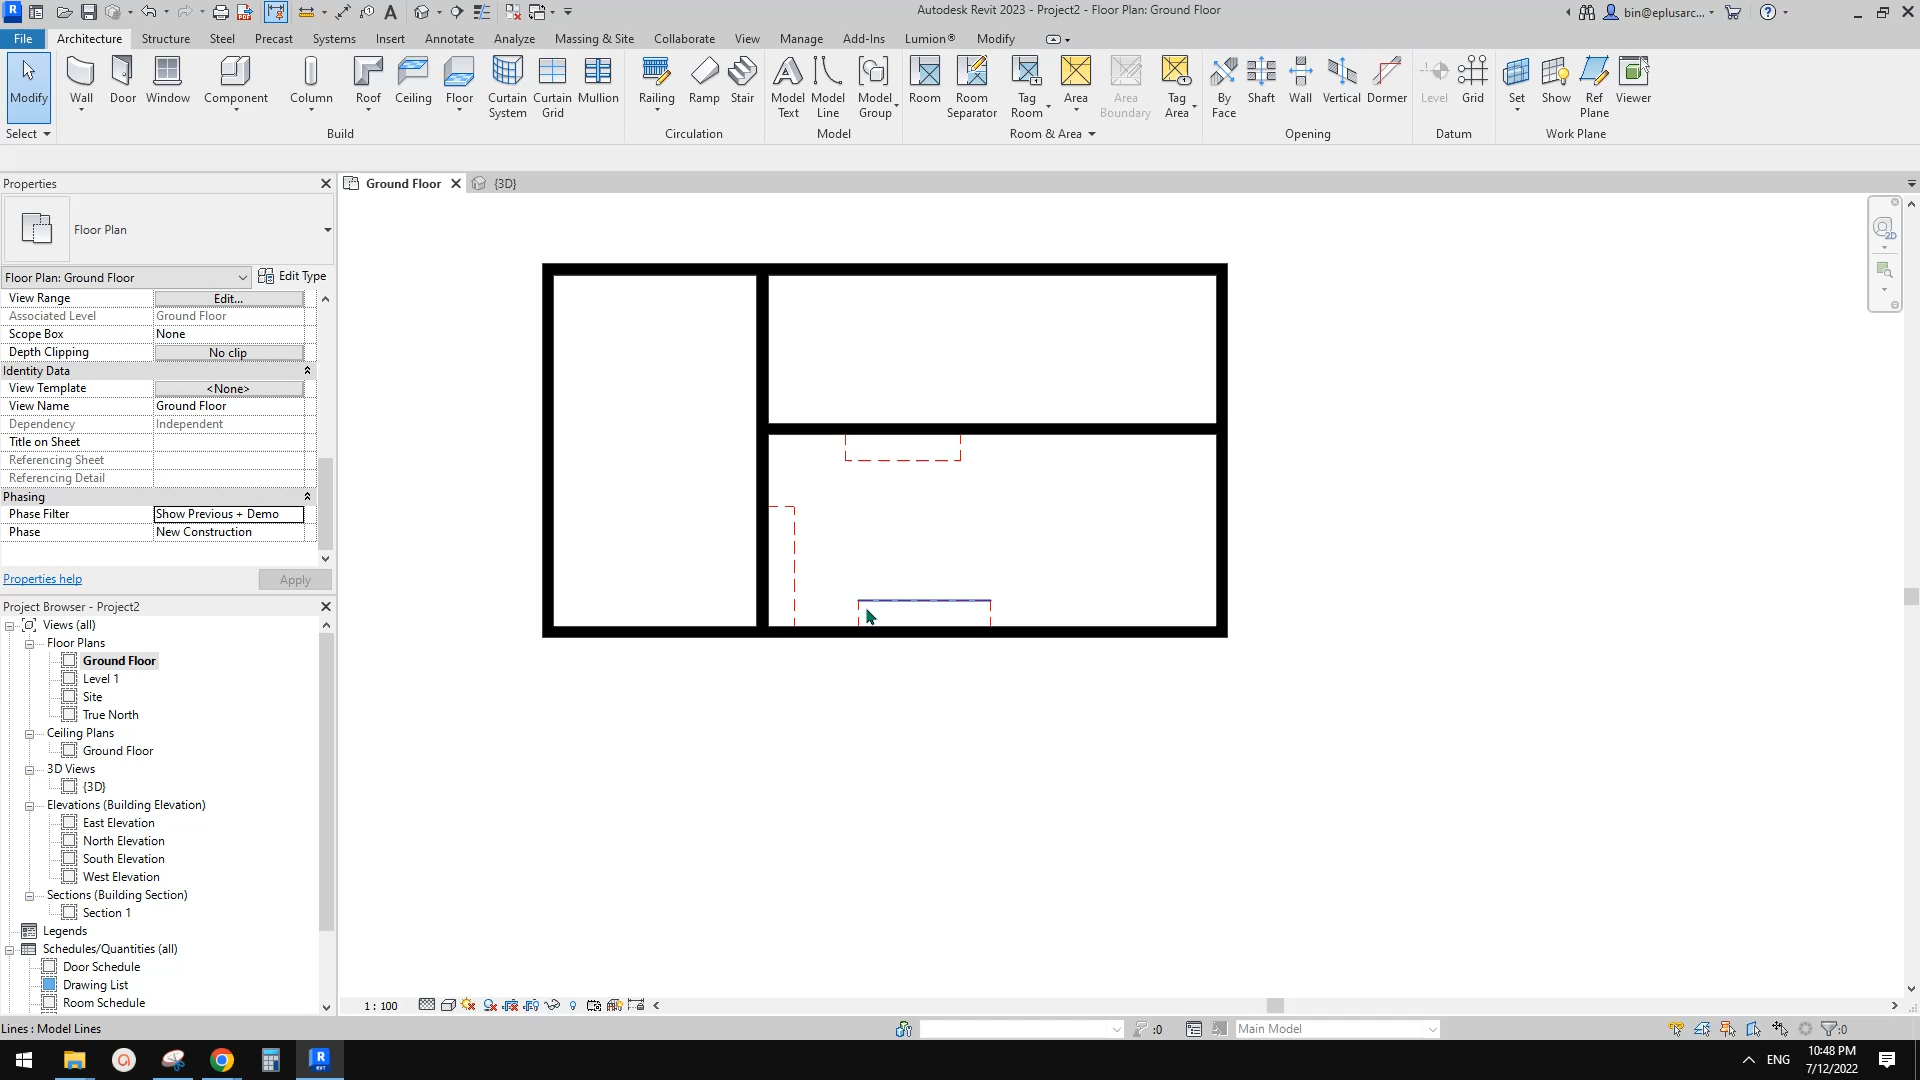 Autodesk Revit 2023 - Project2 - Floor Plan: Ground Floor
bin@eplusarc...
File Architecture Structure Steel Precast Systems Insert Annotate Analyze Massing & Site Collaborate View Manage Add-Ins Lumion® Modify
Modify Wall Door Window Component Column Roof Ceiling Floor Curtain System Curtain Grid Mullion Railing Ramp Stair Model Text Model Line Model Group Room Room Separator Tag Room Area Area Boundary Tag Area By Face Shaft Wall Vertical Dormer Level Grid Set Show Ref Plane Viewer
Select Build Circulation Model Room & Area Opening Datum Work Plane
Properties
Ground Floor {3D}
Floor Plan
Floor Plan: Ground Floor Edit Type
View Range Edit...
Associated Level Ground Floor
Scope Box None
Depth Clipping No clip
Identity Data
View Template <None>
View Name Ground Floor
Dependency Independent
Title on Sheet
Referencing Sheet
Referencing Detail
Phasing
Phase Filter Show Previous + Demo
Phase New Construction
Properties help Apply
Project Browser - Project2
Views (all)
Floor Plans
Ground Floor
Level 1
Site
True North
Ceiling Plans
Ground Floor
3D Views
{3D}
Elevations (Building Elevation)
East Elevation
North Elevation
South Elevation
West Elevation
Sections (Building Section)
Section 1
Legends
Schedules/Quantities (all)
Door Schedule
Drawing List
Room Schedule
1 : 100
Lines : Model Lines
:0
Main Model
:0
ENG
10:48 PM
7/12/2022